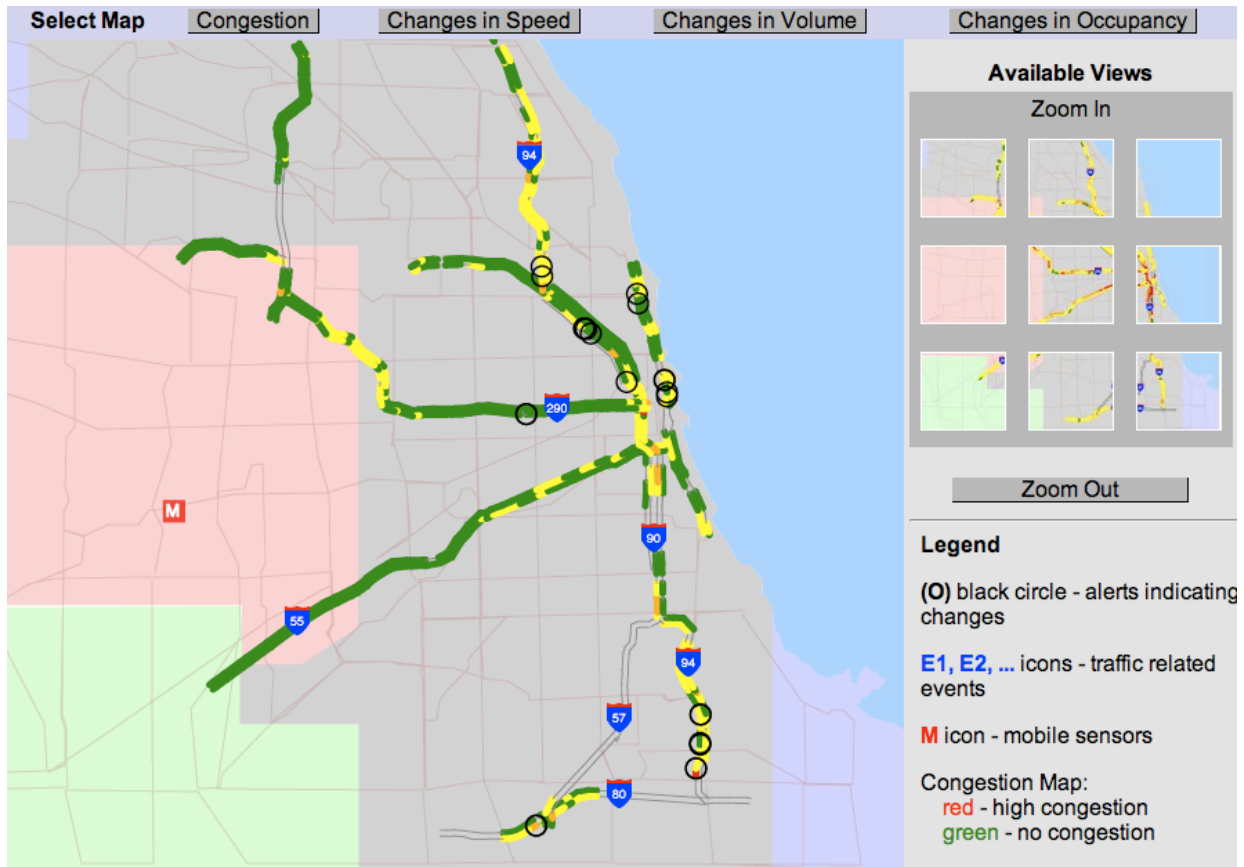 Select Map
Congestion
Changes in Speed
Changes in Volume
Changes in Occupancy
Available Views
Zoom In
94
290
M
90
55
94
57
80
Zoom Out
Legend
(O) black circle - alerts indicating
changes
E1, E2, ... icons - traffic related
events
M icon - mobile sensors
Congestion Map:
red - high congestion
green - no congestion